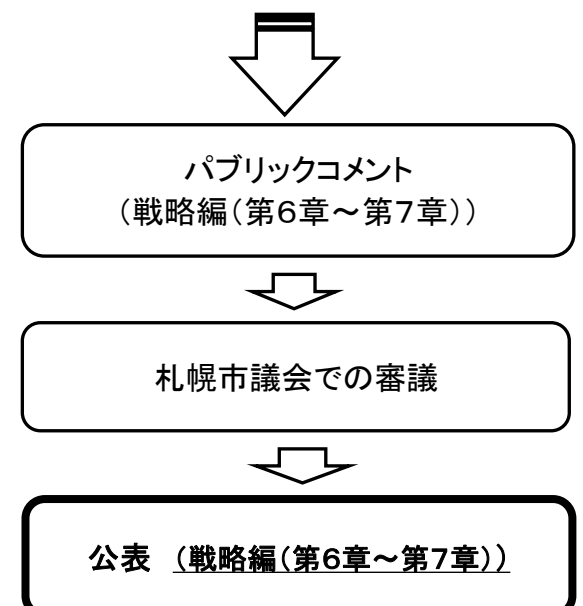 パブリックコメント
（戦略編（第６章～第７章））
札幌市議会での審議
公表 （戦略編（第６章～第７章））